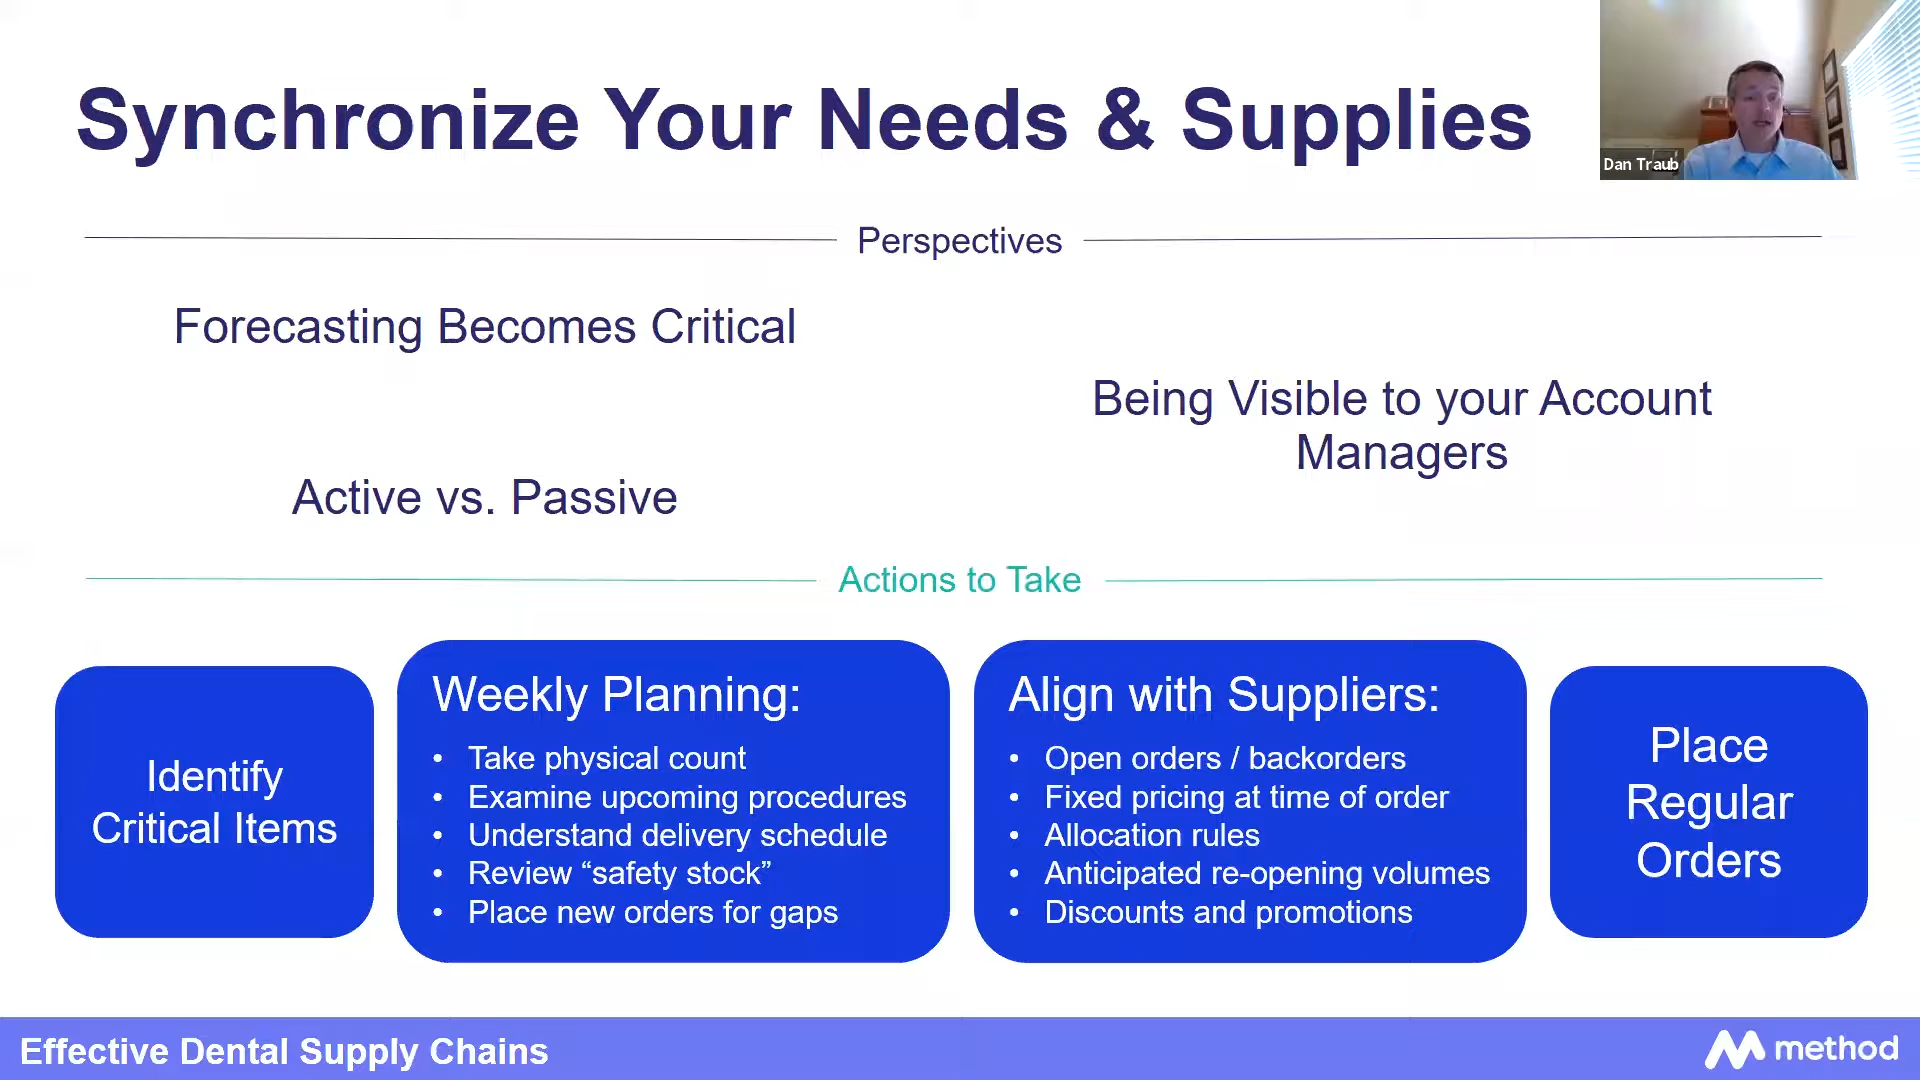 Synchronize Your Needs & Supplies
Dan Traub
Perspectives
Forecasting Becomes Critical
Being Visible to your Account
Managers
Active vs. Passive
Actions to Take
Identify
Critical Items
Weekly Planning:
• Take physical count
• Examine upcoming procedures
• Understand delivery schedule
• Review “safety stock”
• Place new orders for gaps
Align with Suppliers:
• Open orders / backorders
• Fixed pricing at time of order
• Allocation rules
• Anticipated re-opening volumes
• Discounts and promotions
Place
Regular
Orders
Effective Dental Supply Chains
method